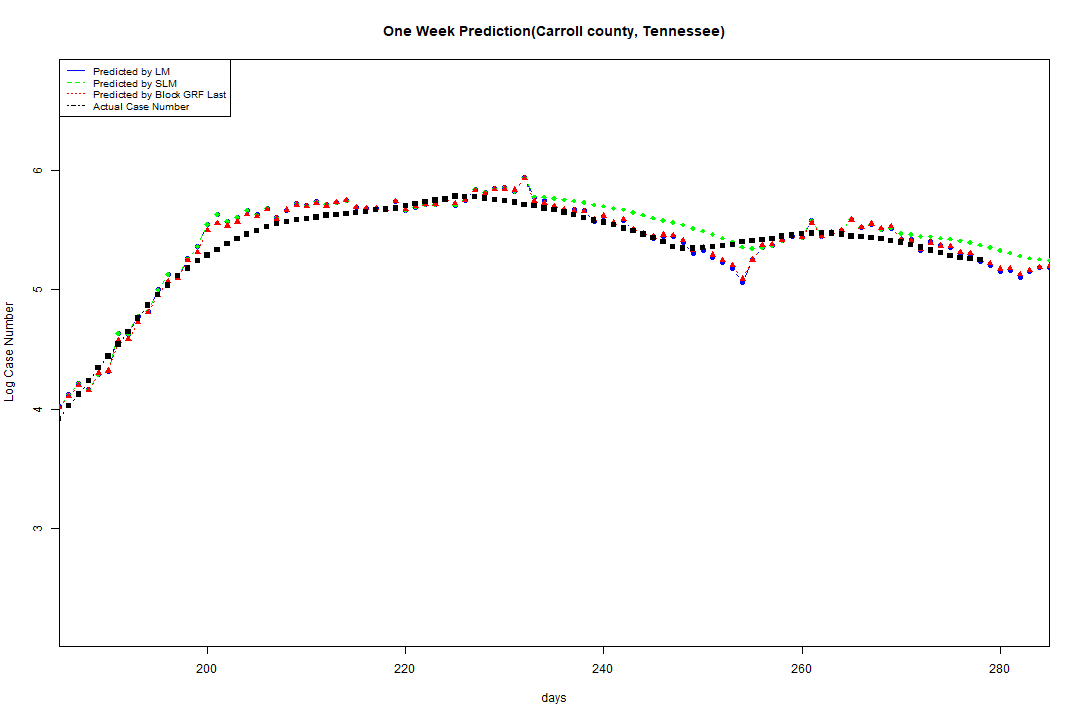 One Week Prediction(Carroll county, Tennessee)
Predicted by LM
Predicted by SLM
Predicted by Block GRF Last
Actual Case Number
6
5
4
3
Log Case Number
200 220 240 260 280
days